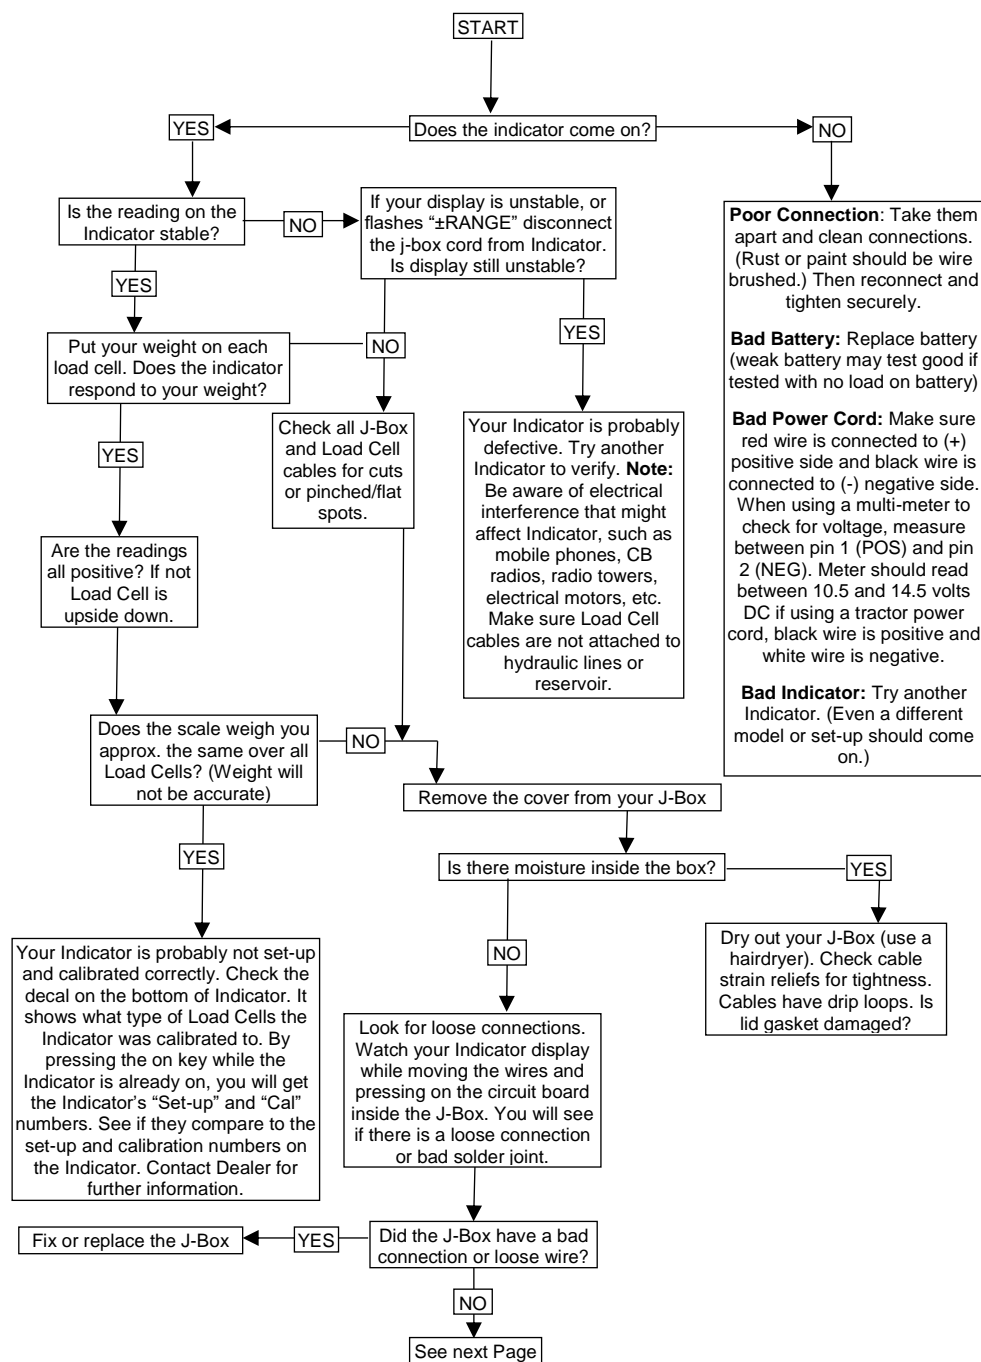 START
Does the indicator come on?
YES
NO
Is the reading on the
Indicator stable?
NO
If your display is unstable, or
flashes “±RANGE” disconnect
the j-box cord from Indicator.
Is display still unstable?
Poor Connection: Take them
apart and clean connections.
(Rust or paint should be wire
brushed.) Then reconnect and
tighten securely.
Bad Battery: Replace battery
(weak battery may test good if
tested with no load on battery)
Bad Power Cord: Make sure
red wire is connected to (+)
positive side and black wire is
connected to (-) negative side.
When using a multi-meter to
check for voltage, measure
between pin 1 (POS) and pin
2 (NEG). Meter should read
between 10.5 and 14.5 volts
DC if using a tractor power
cord, black wire is positive and
white wire is negative.
Bad Indicator: Try another
Indicator. (Even a different
model or set-up should come
on.)
YES
Put your weight on each
load cell. Does the indicator
respond to your weight?
NO
YES
Check all J-Box
and Load Cell
cables for cuts
or pinched/flat
spots.
Your Indicator is probably
defective. Try another
Indicator to verify. Note:
Be aware of electrical
interference that might
affect Indicator, such as
mobile phones, CB
radios, radio towers,
electrical motors, etc.
Make sure Load Cell
cables are not attached to
hydraulic lines or
reservoir.
YES
Are the readings
all positive? If not
Load Cell is
upside down.
Does the scale weigh you
approx. the same over all
Load Cells? (Weight will
not be accurate)
NO
Remove the cover from your J-Box
Is there moisture inside the box?
YES
YES
NO
Your Indicator is probably not set-up
and calibrated correctly. Check the
decal on the bottom of Indicator. It
shows what type of Load Cells the
Indicator was calibrated to. By
pressing the on key while the
Indicator is already on, you will get
the Indicator’s “Set-up” and “Cal”
numbers. See if they compare to the
set-up and calibration numbers on
the Indicator. Contact Dealer for
further information.
Dry out your J-Box (use a
hairdryer). Check cable
strain reliefs for tightness.
Cables have drip loops. Is
lid gasket damaged?
Look for loose connections.
Watch your Indicator display
while moving the wires and
pressing on the circuit board
inside the J-Box. You will see
if there is a loose connection
or bad solder joint.
Did the J-Box have a bad
connection or loose wire?
YES
Fix or replace the J-Box
NO
See next Page